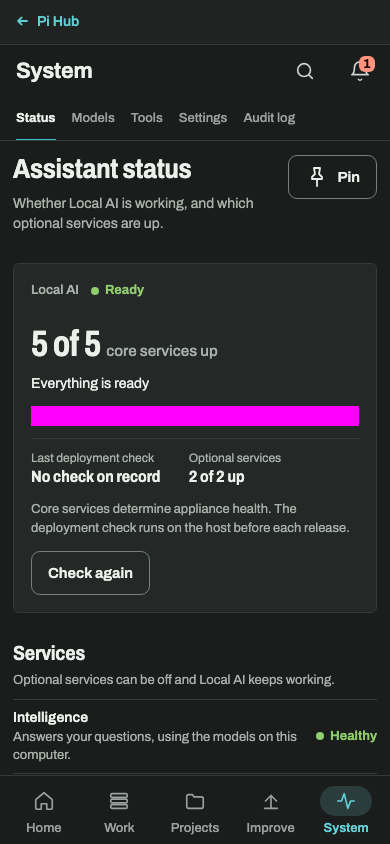 Pi Hub
System
1
Status Models Tools Settings Audit log
Assistant status
Pin
Whether Local AI is working, and which
optional services are up.
Local AI Ready
5 of 5 core services up
Everything is ready
Last deployment check Optional services
No check on record 2 of 2 up
Core services determine appliance health. The
deployment check runs on the host before each release.
Check again
Services
Optional services can be off and Local AI keeps working.
Intelligence
Answers your questions, using the models on this
computer.
Healthy
Home Work Projects Improve System